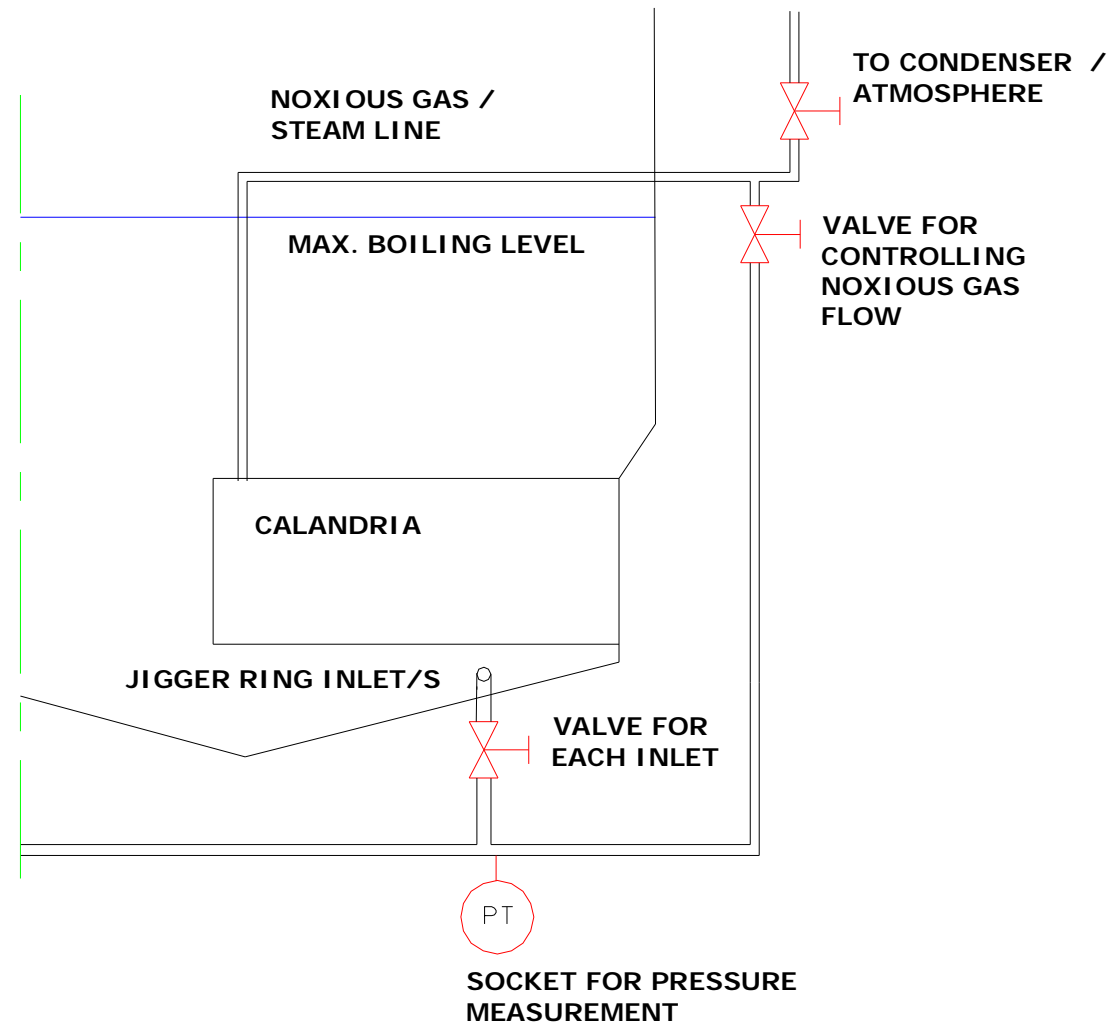 TO CONDENSER /
ATMOSPHERE
NOXIOUS GAS /
STEAM LINE
MAX. BOILING LEVEL
VALVE FOR
CONTROLLING
NOXIOUS GAS
FLOW
CALANDRIA
JIGGER RING INLET/S
VALVE FOR
EACH INLET
PT
SOCKET FOR PRESSURE
MEASUREMENT